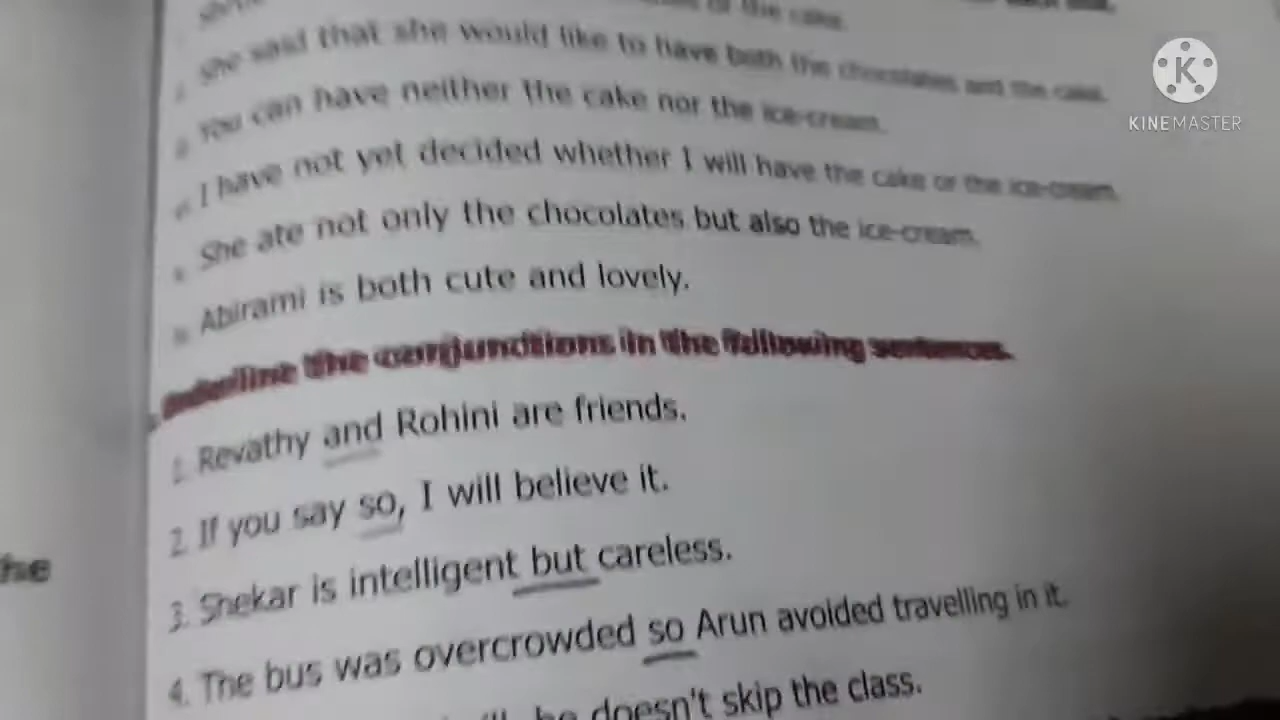 of the cake.
She said that she would like to have both the chocolates and the cake.
You can have neither the cake nor the ice-cream.
I have not yet decided whether I will have the cake or the ice-cream.
She ate not only the chocolates but also the ice-cream.
Abirami is both cute and lovely.
Underline the conjunctions in the following sentences.
1. Revathy and Rohini are friends.
2. If you say so, I will believe it.
3. Shekar is intelligent but careless.
4. The bus was overcrowded so Arun avoided travelling in it.
he doesn't skip the class.
he
K
KINEMASTER